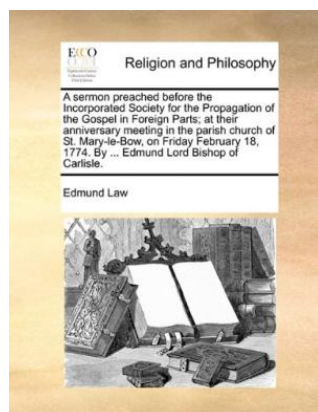 ECCO
Religion and Philosophy
A sermon preached before the
Incorporated Society for the Propagation of
the Gospel in Foreign Parts; at their
anniversary meeting in the parish church of
St. Mary-le-Bow, on Friday February 18,
1774. By ... Edmund Lord Bishop of
Carlisle.
Edmund Law